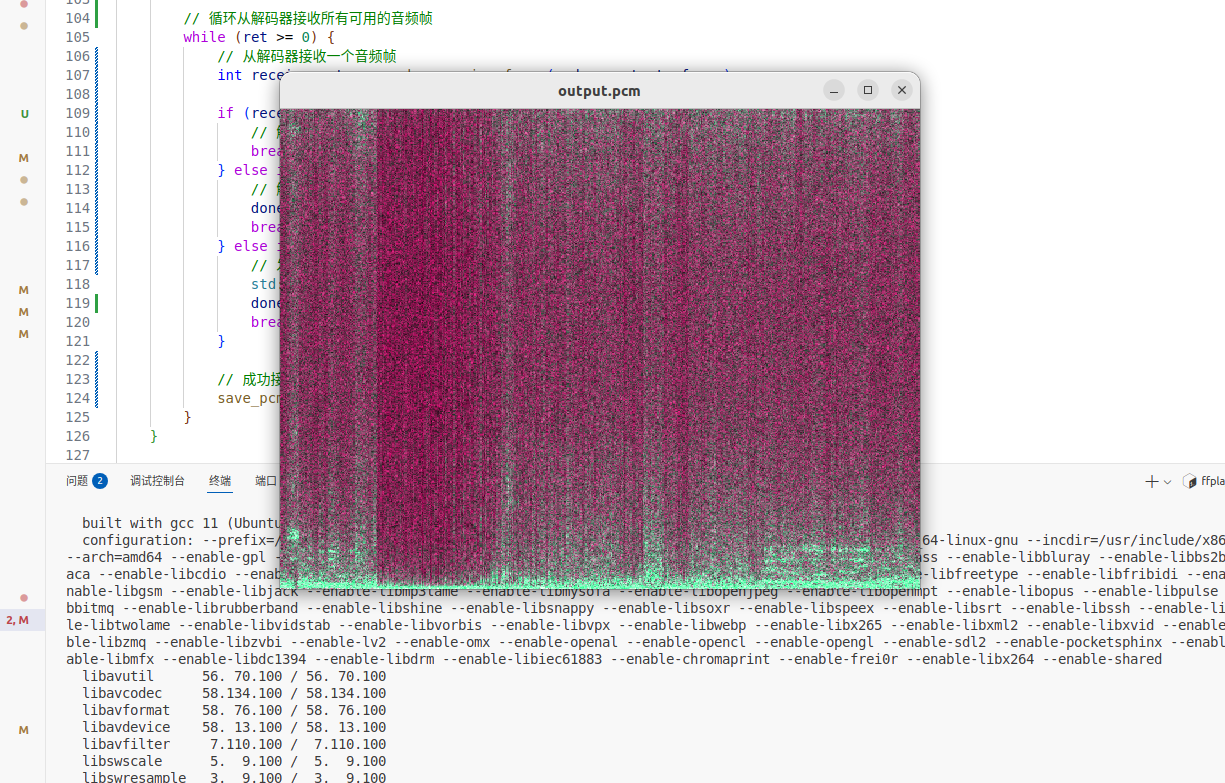 103
104 // 循环从解码器接收所有可用的音频帧
105 while (ret >= 0) {
106 // 从解码器接收一个音频帧
107 int
108
U 109 if (rece
110 //
111 brea
M 112 } else
113 //
114 done
115 brea
116 } else
117 //
118 std
M 119 done
M 120 brea
M 121 }
122
123 // 成功接
124 save_pcm
125 }
126 }
127
output.pcm
问题 2 调试控制台 终端 端口
ffpla
built with gcc 11 (Ubuntu
configuration: --prefix=/ 64-linux-gnu --incdir=/usr/include/x86
--arch=amd64 --enable-gpl --enable-libbluray --enable-libbs2b
aca --enable-libcdio --enab --enable-libfreetype --enable-libfribidi --ena
nable-libgsm --enable-libjack --enable-libmp3lame --enable-libmysofa --enable-libopenjpeg --enable-libopenmpt --enable-libopus --enable-libpulse
bbitmq --enable-librubberband --enable-libshine --enable-libsnappy --enable-libsoxr --enable-libspeex --enable-libsrt --enable-libssh --enable-li
2, M le-libtwolame --enable-libvidstab --enable-libvorbis --enable-libvpx --enable-libwebp --enable-libx265 --enable-libxml2 --enable-libxvid --enable
ble-libzmq --enable-libzvbi --enable-lv2 --enable-omx --enable-openal --enable-opencl --enable-opengl --enable-sdl2 --enable-pocketsphinx --enabl
able-libmfx --enable-libdc1394 --enable-libdrm --enable-libiec61883 --enable-chromaprint --enable-frei0r --enable-libx264 --enable-shared
libavutil 56. 70.100 / 56. 70.100
libavcodec 58.134.100 / 58.134.100
libavformat 58. 76.100 / 58. 76.100
M libavdevice 58. 13.100 / 58. 13.100
libavfilter 7.110.100 / 7.110.100
libswscale 5. 9.100 / 5. 9.100
libswresample 3. 9.100 / 3. 9.100